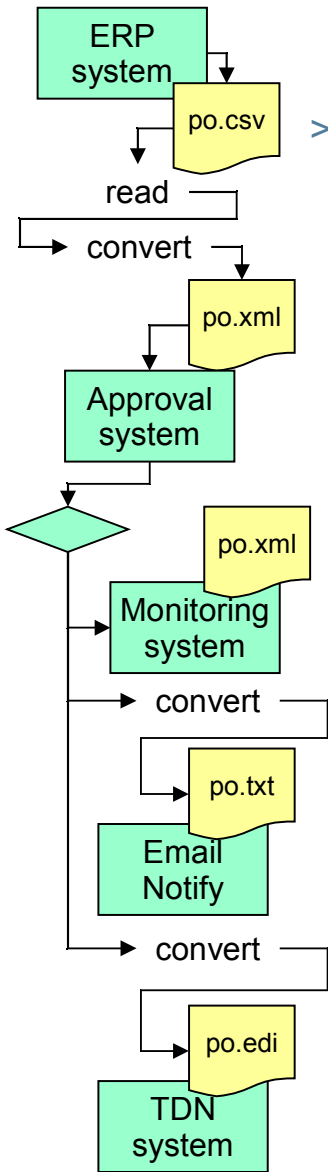 ERP
system
po.csv
>
read
convert
po.xml
Approval
system
po.xml
Monitoring
system
convert
po.txt
Email
Notify
convert
po.edi
TDN
system